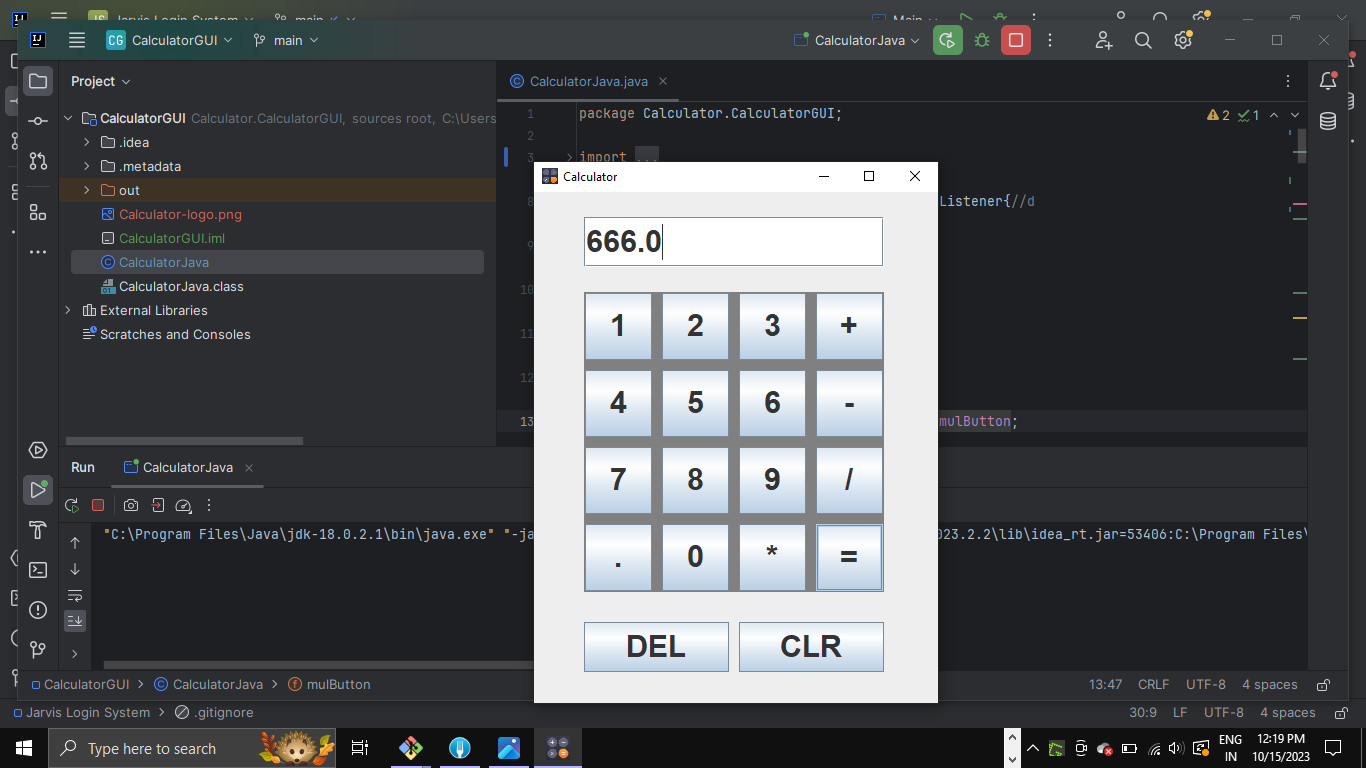 Jarvis Login System
main
Main
CG CalculatorGUI
main
CalculatorJava
Project
CalculatorGUI Calculator.CalculatorGUI, sources root, C:\Users
.idea
.metadata
out
Calculator-logo.png
CalculatorGUI.iml
CalculatorJava
CalculatorJava.class
External Libraries
Scratches and Consoles
CalculatorJava.java
1 package Calculator.CalculatorGUI;
2 1
2
3 import ...
8 Listener{//d
9
10
11
12
13 mulButton;
Calculator
666.0
1 2 3 +
4 5 6 -
7 8 9 /
. 0 * =
DEL CLR
Run CalculatorJava
"C:\Program Files\Java\jdk-18.0.2.1\bin\java.exe" "-ja 023.2.2\lib\idea_rt.jar=53406:C:\Program Files\
CalculatorGUI > CalculatorJava > mulButton
13:47 CRLF UTF-8 4 spaces
Jarvis Login System > .gitignore
30:9 LF UTF-8 4 spaces
Type here to search
ENG
IN
12:19 PM
10/15/2023